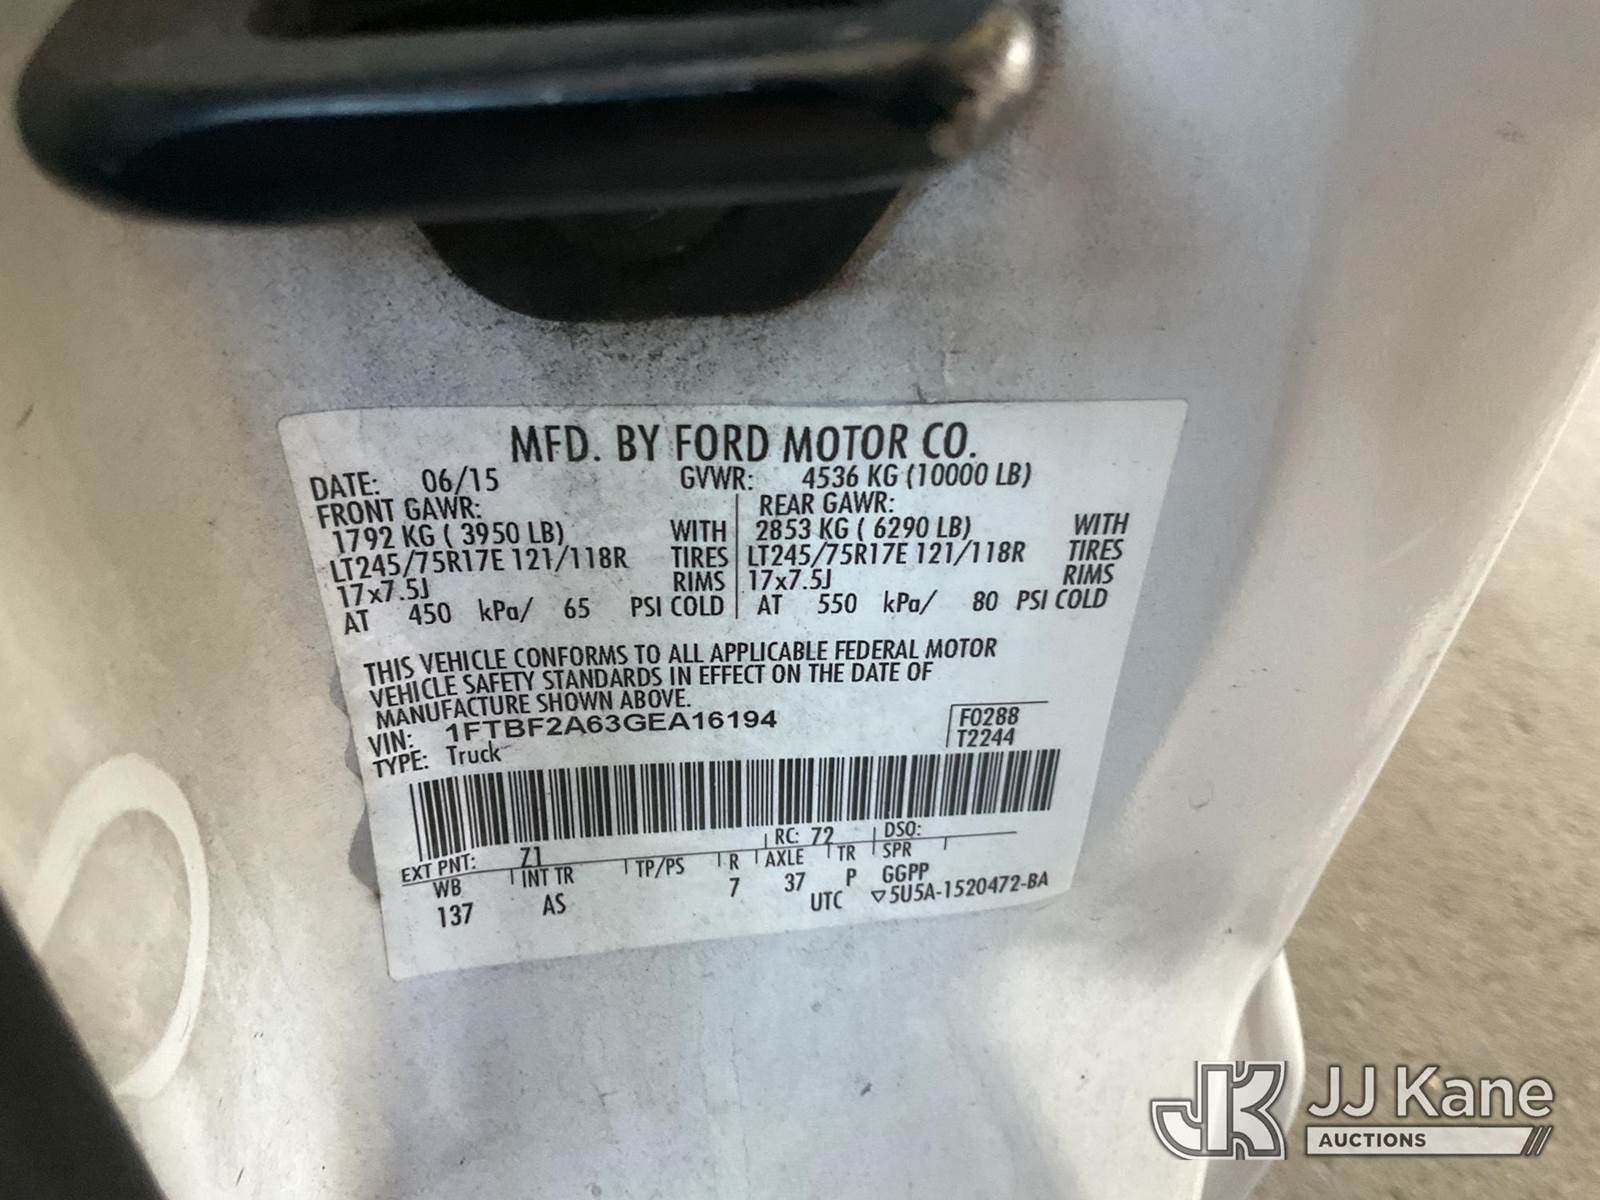 MFD. BY FORD MOTOR CO.
DATE: 06/15 GVWR: 4536 KG (10000 LB)
FRONT GAWR: REAR GAWR:
1792 KG ( 3950 LB) WITH 2853 KG ( 6290 LB) WITH
LT245/75R17E 121/118R TIRES LT245/75R17E 121/118R TIRES
17x7.5J RIMS 17x7.5J RIMS
AT 450 kPa/ 65 PSI COLD AT 550 kPa/ 80 PSI COLD
THIS VEHICLE CONFORMS TO ALL APPLICABLE FEDERAL MOTOR
VEHICLE SAFETY STANDARDS IN EFFECT ON THE DATE OF
MANUFACTURE SHOWN ABOVE.
VIN: 1FTBF2A63GEA16194 F0288
TYPE: Truck T2244
EXT PNT: Z1 RC: 72 DSO:
WB INT TR TP/PS R AXLE TR SPR
137 AS 7 37 P GGPP
UTC ▽5U5A-1520472-BA
JK JJ Kane
AUCTIONS